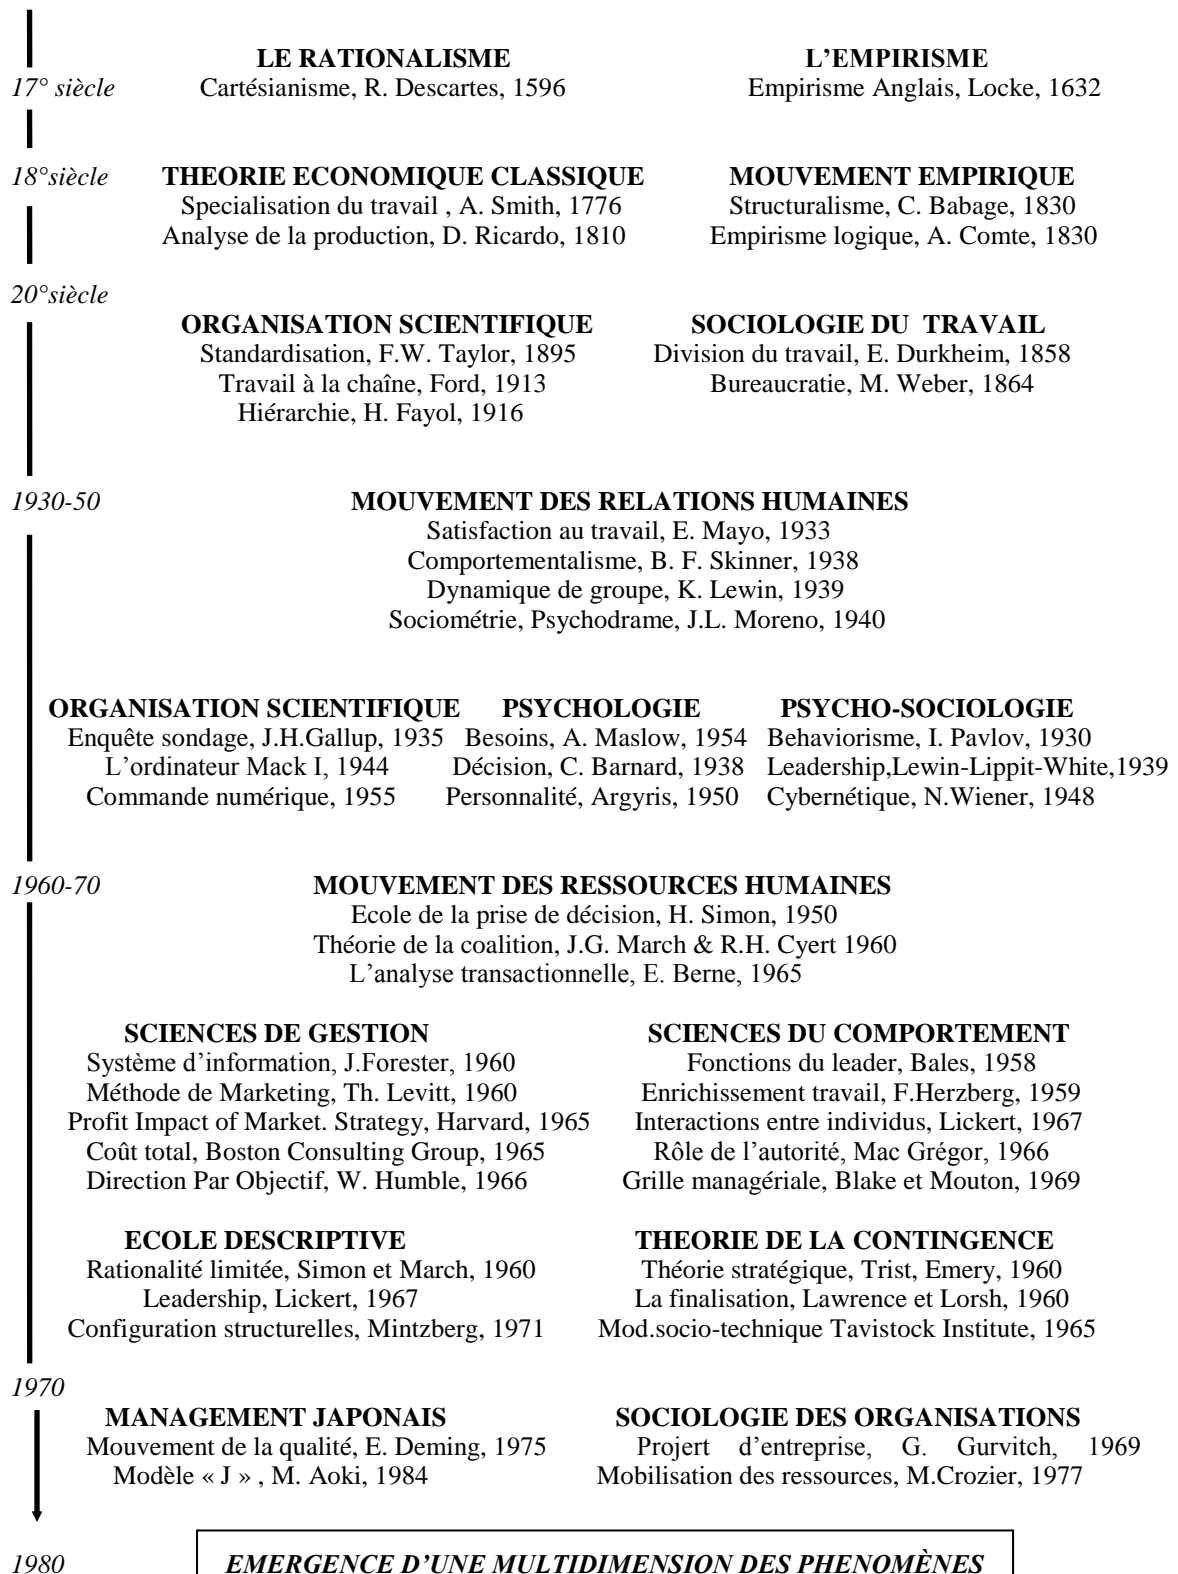 LE RATIONALISME L’EMPIRISME
17° siècle Cartésianisme, R. Descartes, 1596 Empirisme Anglais, Locke, 1632
18°siècle THEORIE ECONOMIQUE CLASSIQUE MOUVEMENT EMPIRIQUE
Specialisation du travail , A. Smith, 1776 Structuralisme, C. Babage, 1830
Analyse de la production, D. Ricardo, 1810 Empirisme logique, A. Comte, 1830
20°siècle
ORGANISATION SCIENTIFIQUE SOCIOLOGIE DU TRAVAIL
Standardisation, F.W. Taylor, 1895 Division du travail, E. Durkheim, 1858
Travail à la chaîne, Ford, 1913 Bureaucratie, M. Weber, 1864
Hiérarchie, H. Fayol, 1916
1930-50 MOUVEMENT DES RELATIONS HUMAINES
Satisfaction au travail, E. Mayo, 1933
Comportementalisme, B. F. Skinner, 1938
Dynamique de groupe, K. Lewin, 1939
Sociométrie, Psychodrame, J.L. Moreno, 1940
ORGANISATION SCIENTIFIQUE PSYCHOLOGIE PSYCHO-SOCIOLOGIE
Enquête sondage, J.H.Gallup, 1935 Besoins, A. Maslow, 1954 Behaviorisme, I. Pavlov, 1930
L’ordinateur Mack I, 1944 Décision, C. Barnard, 1938 Leadership,Lewin-Lippit-White,1939
Commande numérique, 1955 Personnalité, Argyris, 1950 Cybernétique, N.Wiener, 1948
1960-70 MOUVEMENT DES RESSOURCES HUMAINES
Ecole de la prise de décision, H. Simon, 1950
Théorie de la coalition, J.G. March & R.H. Cyert 1960
L’analyse transactionnelle, E. Berne, 1965
SCIENCES DE GESTION SCIENCES DU COMPORTEMENT
Système d’information, J.Forester, 1960 Fonctions du leader, Bales, 1958
Méthode de Marketing, Th. Levitt, 1960 Enrichissement travail, F.Herzberg, 1959
Profit Impact of Market. Strategy, Harvard, 1965 Interactions entre individus, Lickert, 1967
Coût total, Boston Consulting Group, 1965 Rôle de l’autorité, Mac Grégor, 1966
Direction Par Objectif, W. Humble, 1966 Grille managériale, Blake et Mouton, 1969
ECOLE DESCRIPTIVE THEORIE DE LA CONTINGENCE
Rationalité limitée, Simon et March, 1960 Théorie stratégique, Trist, Emery, 1960
Leadership, Lickert, 1967 La finalisation, Lawrence et Lorsh, 1960
Configuration structurelles, Mintzberg, 1971 Mod.socio-technique Tavistock Institute, 1965
1970
MANAGEMENT JAPONAIS SOCIOLOGIE DES ORGANISATIONS
Mouvement de la qualité, E. Deming, 1975 Projert d’entreprise, G. Gurvitch, 1969
Modèle « J » , M. Aoki, 1984 Mobilisation des ressources, M.Crozier, 1977
1980 EMERGENCE D’UNE MULTIDIMENSION DES PHENOMÈNES